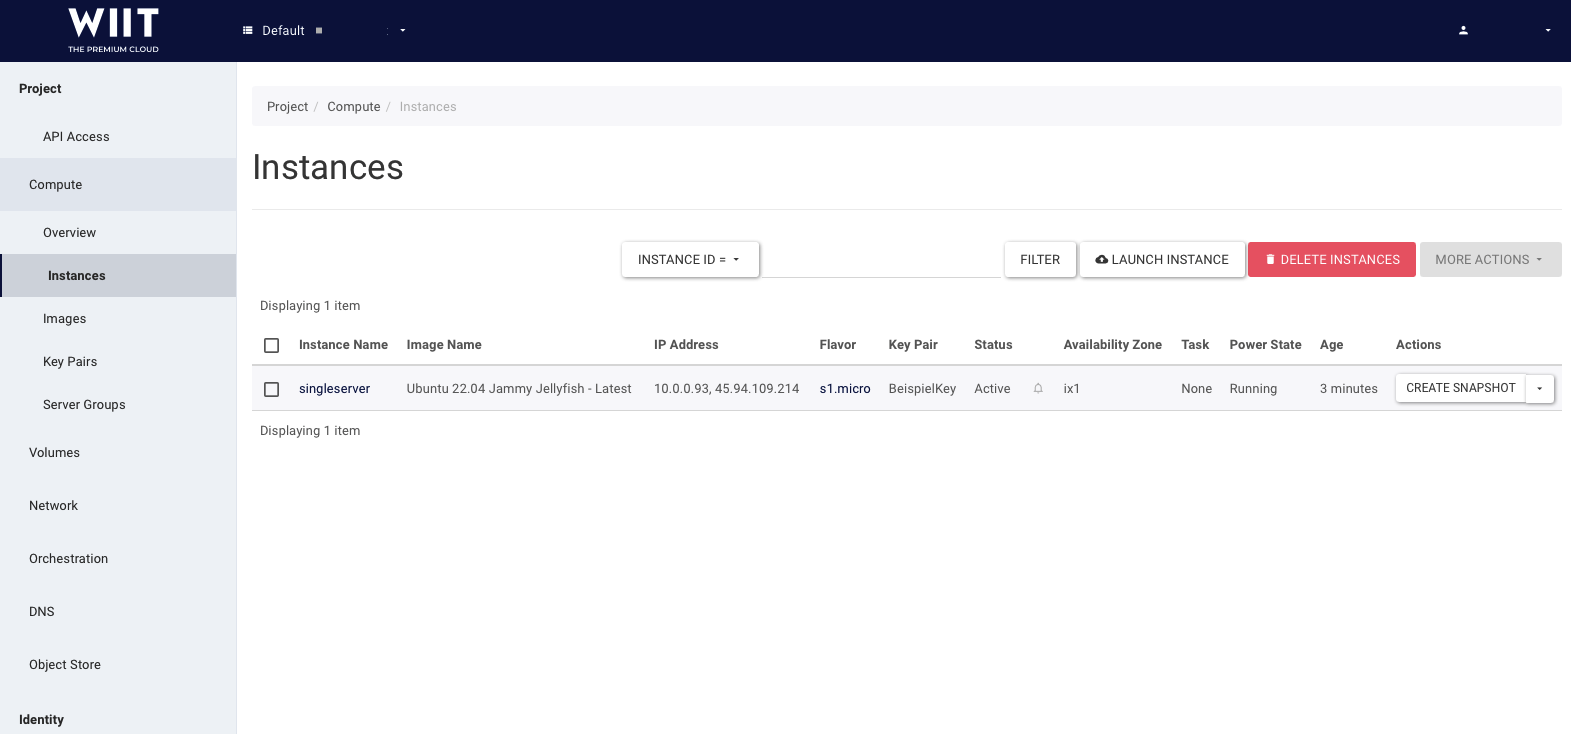 WIIT
THE PREMIUM CLOUD
Default
Project
API Access
Compute
Overview
Instances
Images
Key Pairs
Server Groups
Volumes
Network
Orchestration
DNS
Object Store
Identity
Project / Compute / Instances
Instances
INSTANCE ID =
FILTER
LAUNCH INSTANCE
DELETE INSTANCES
MORE ACTIONS
Displaying 1 item
Instance Name Image Name IP Address Flavor Key Pair Status Availability Zone Task Power State Age Actions
singleserver Ubuntu 22.04 Jammy Jellyfish - Latest 10.0.0.93, 45.94.109.214 s1.micro BeispielKey Active ix1 None Running 3 minutes CREATE SNAPSHOT
Displaying 1 item